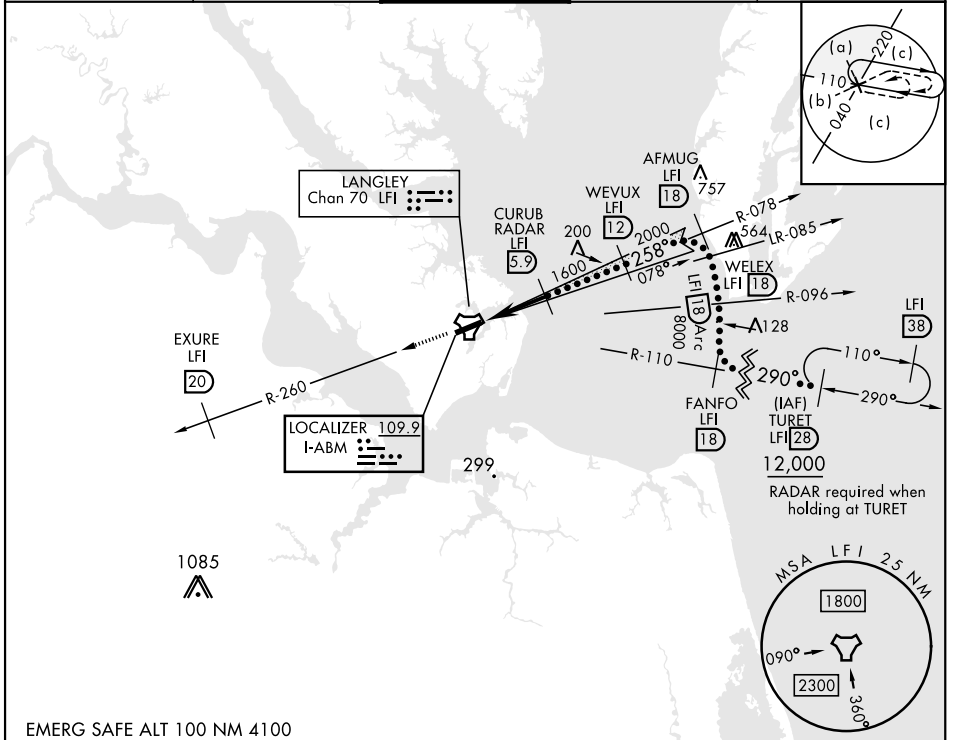 (a)
220
(c)
110
(b)
040
(c)
AFMUG
LFI
18
757
LANGLEY
Chan 70 LFI
WEVUX
LFI
12
CURUB
RADAR
LFI
5.9
200
2000
R-078
564
LR-085
1600
258°
078°
WELEX
LFI 18
LFI 18 Arc
8000
R-096
LFI
38
128
EXURE
LFI
20
R-110
110°
290°
290°
R-260
FANFO
LFI
18
(IAF)
TURET
LFI 28
12,000
LOCALIZER 109.9
I-ABM
299
RADAR required when
holding at TURET
1085
MSA LFI 25 NM
1800
090°
2300
360°
EMERG SAFE ALT 100 NM 4100